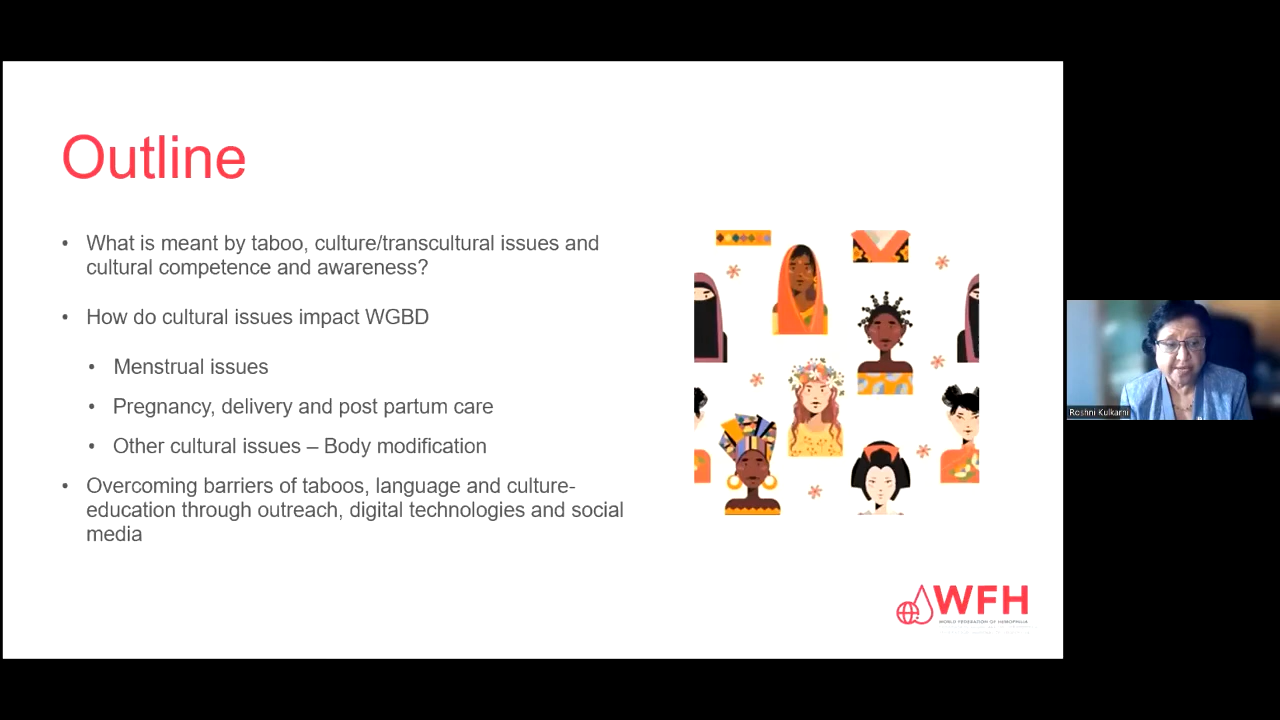 Outline
• What is meant by taboo, culture/transcultural issues and
cultural competence and awareness?
• How do cultural issues impact WGBD
• Menstrual issues
• Pregnancy, delivery and post partum care
• Other cultural issues – Body modification
• Overcoming barriers of taboos, language and culture-
education through outreach, digital technologies and social
media
WFH
WORLD FEDERATION OF HEMOPHILIA
Roshni Kulkarni